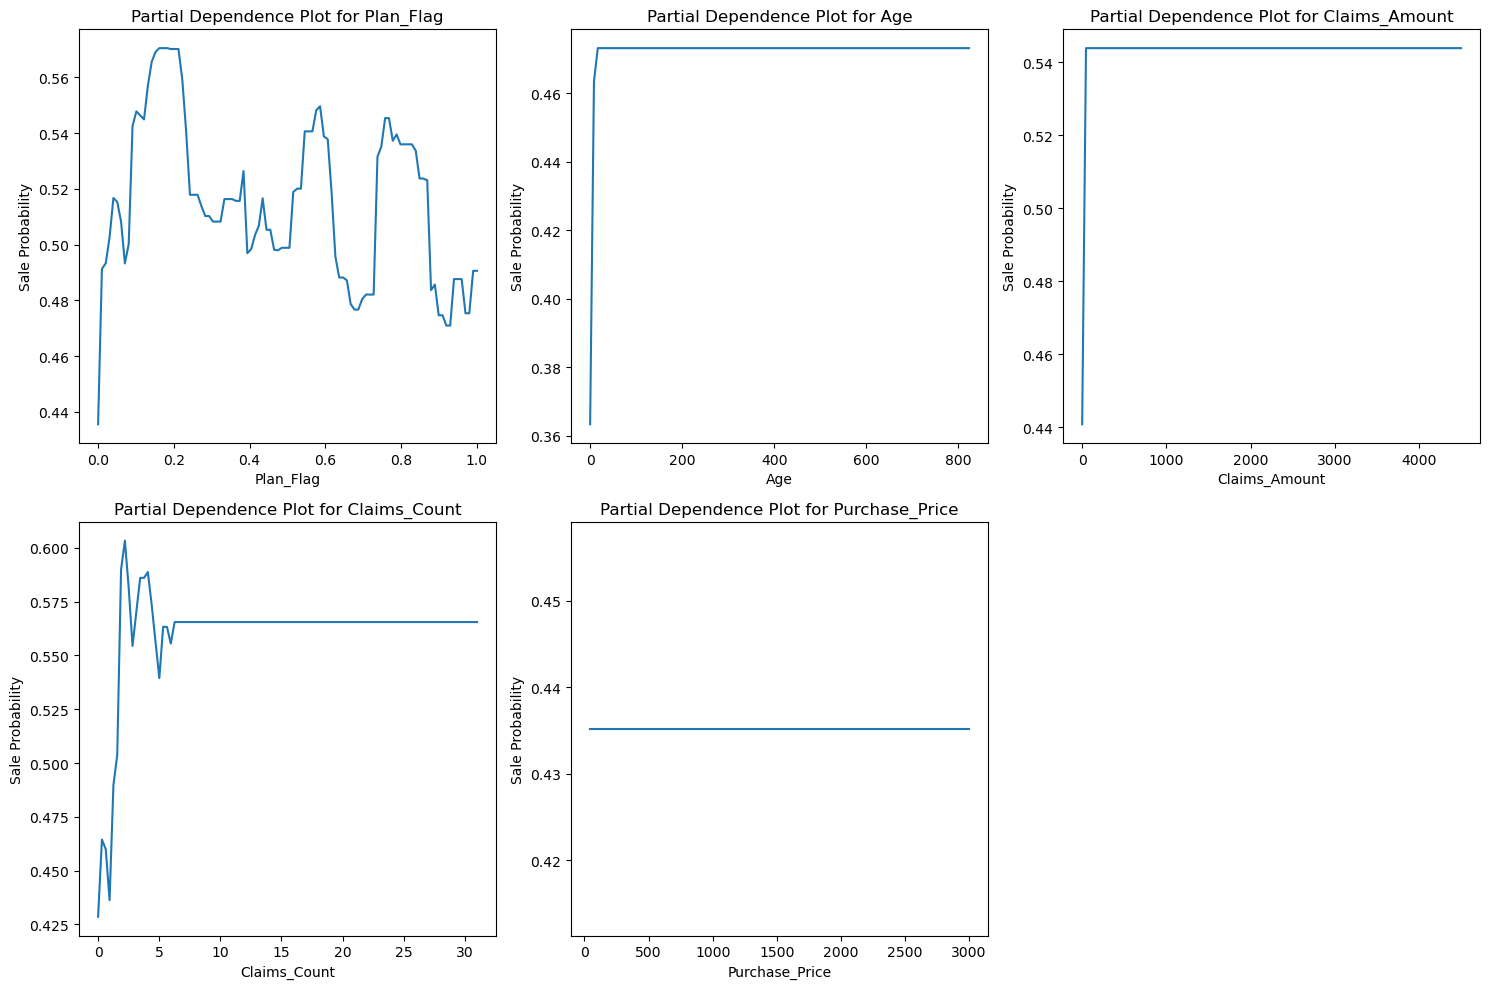 Partial Dependence Plot for Plan_Flag
Sale Probability
0.56
0.54
0.52
0.50
0.48
0.46
0.44
0.0 0.2 0.4 0.6 0.8 1.0
Plan_Flag
Partial Dependence Plot for Age
Sale Probability
0.46
0.44
0.42
0.40
0.38
0.36
0 200 400 600 800
Age
Partial Dependence Plot for Claims_Amount
Sale Probability
0.54
0.52
0.50
0.48
0.46
0.44
0 1000 2000 3000 4000
Claims_Amount
Partial Dependence Plot for Claims_Count
Sale Probability
0.600
0.575
0.550
0.525
0.500
0.475
0.450
0.425
0 5 10 15 20 25 30
Claims_Count
Partial Dependence Plot for Purchase_Price
Sale Probability
0.45
0.44
0.43
0.42
0 500 1000 1500 2000 2500 3000
Purchase_Price